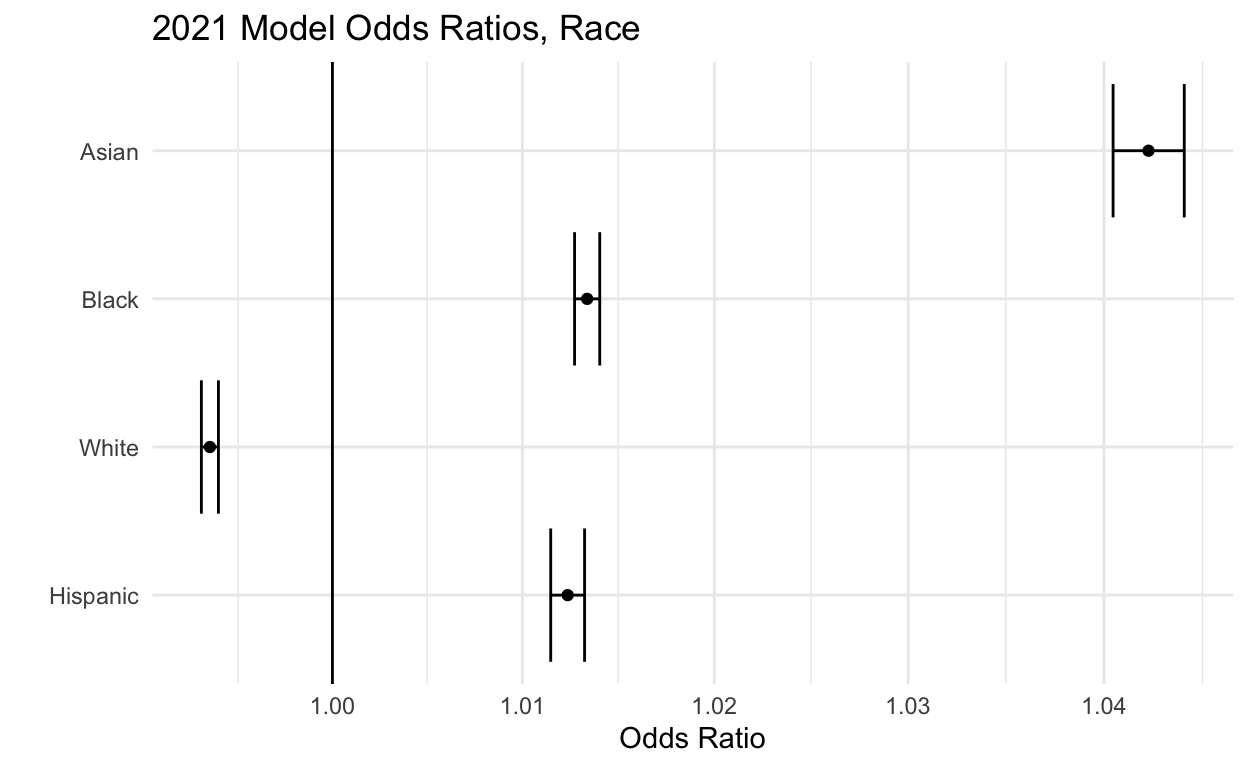 2021 Model Odds Ratios, Race
Asian
Black
White
Hispanic
1.00 1.01 1.02 1.03 1.04
Odds Ratio